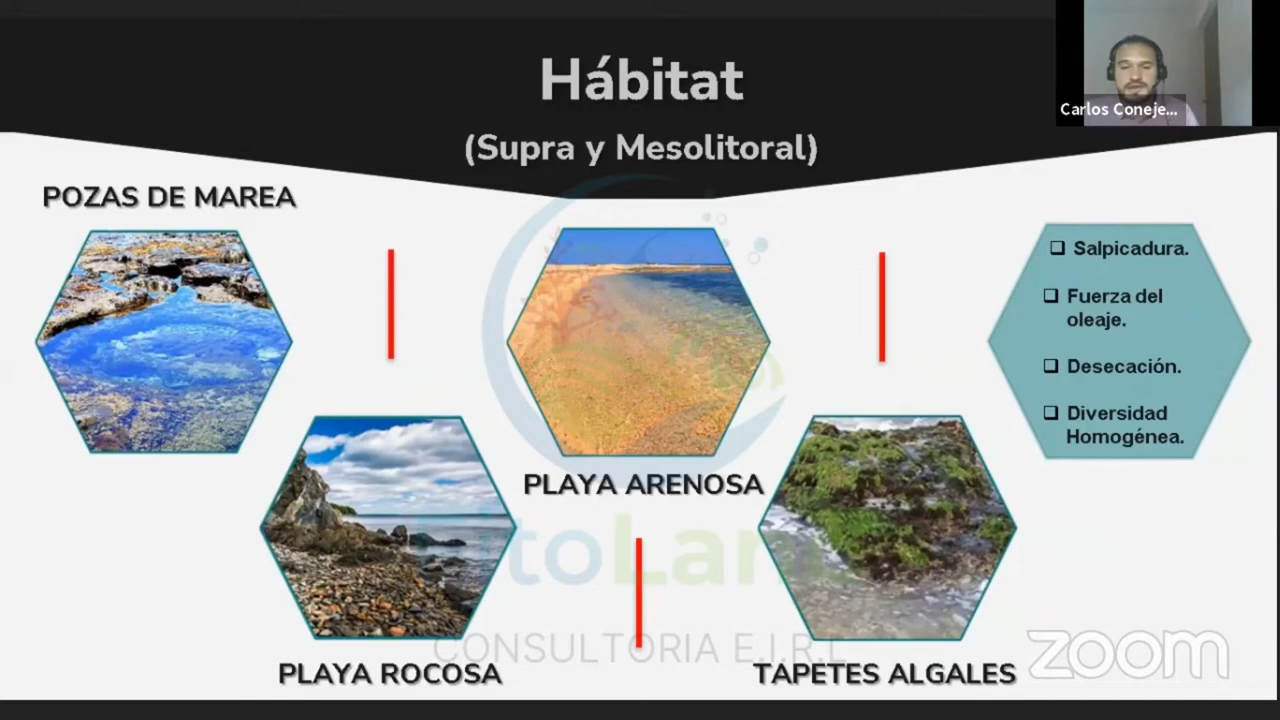 Hábitat
(Supra y Mesolitoral)
Carlos Coneje...
POZAS DE MAREA
Salpicadura.
Fuerza del
oleaje.
Desecación.
Diversidad
Homogénea.
PLAYA ARENOSA
PLAYA ROCOSA
TAPETES ALGALES
CONSULTORIA E.I.R.L
zoom